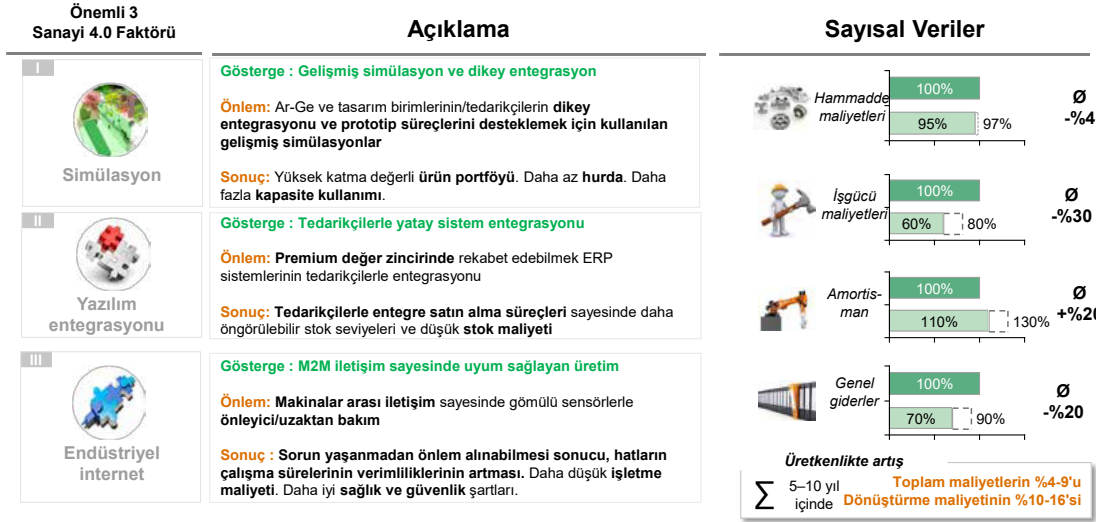 Önemli 3
Sanayi 4.0 Faktörü
Açıklama
Sayısal Veriler
I
Simülasyon
Gösterge : Gelişmiş simülasyon ve dikey entegrasyon
Önlem: Ar-Ge ve tasarım birimlerinin/tedarikçilerin dikey
entegrasyonu ve prototip süreçlerini desteklemek için kullanılan
gelişmiş simülasyonlar
Sonuç: Yüksek katma değerli ürün portföyü. Daha az hurda. Daha
fazla kapasite kullanımı.
II
Yazılım
entegrasyonu
Gösterge : Tedarikçilerle yatay sistem entegrasyonu
Önlem: Premium değer zincirinde rekabet edebilmek ERP
sistemlerinin tedarikçilerle entegrasyonu
Sonuç: Tedarikçilerle entegre satın alma süreçleri sayesinde daha
öngörülebilir stok seviyeleri ve düşük stok maliyeti
III
Endüstriyel
internet
Gösterge : M2M iletişim sayesinde uyum sağlayan üretim
Önlem: Makinalar arası iletişim sayesinde gömülü sensörlerle
önleyici/uzaktan bakım
Sonuç : Sorun yaşanmadan önlem alınabilmesi sonucu, hatların
çalışma sürelerinin verimliliklerinin artması. Daha düşük işletme
maliyeti. Daha iyi sağlık ve güvenlik şartları.
Hammadde
maliyetleri
100%
95% 97%
Ø
-%4
İşgücü
maliyetleri
100%
60% 80%
Ø
-%30
Amortis-
man
100%
110% 130%
Ø
+%20
Genel
giderler
100%
70% 90%
Ø
-%20
Üretkenlikte artış
∑ 5–10 yıl içinde
Toplam maliyetlerin %4-9'u
Dönüştürme maliyetinin %10-16'si